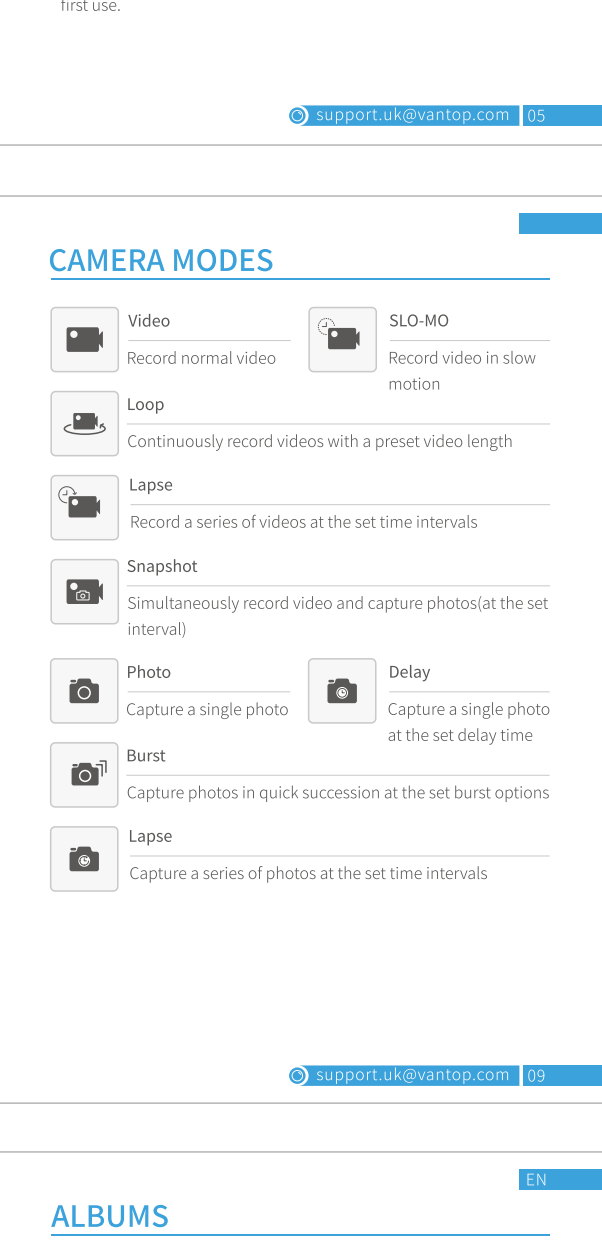 first use.
support.uk@vantop.com 05
CAMERA MODES
Video
Record normal video
SLO-MO
Record video in slow
motion
Loop
Continuously record videos with a preset video length
Lapse
Record a series of videos at the set time intervals
Snapshot
Simultaneously record video and capture photos(at the set
interval)
Photo
Capture a single photo
Delay
Capture a single photo
at the set delay time
Burst
Capture photos in quick succession at the set burst options
Lapse
Capture a series of photos at the set time intervals
support.uk@vantop.com 09
EN
ALBUMS